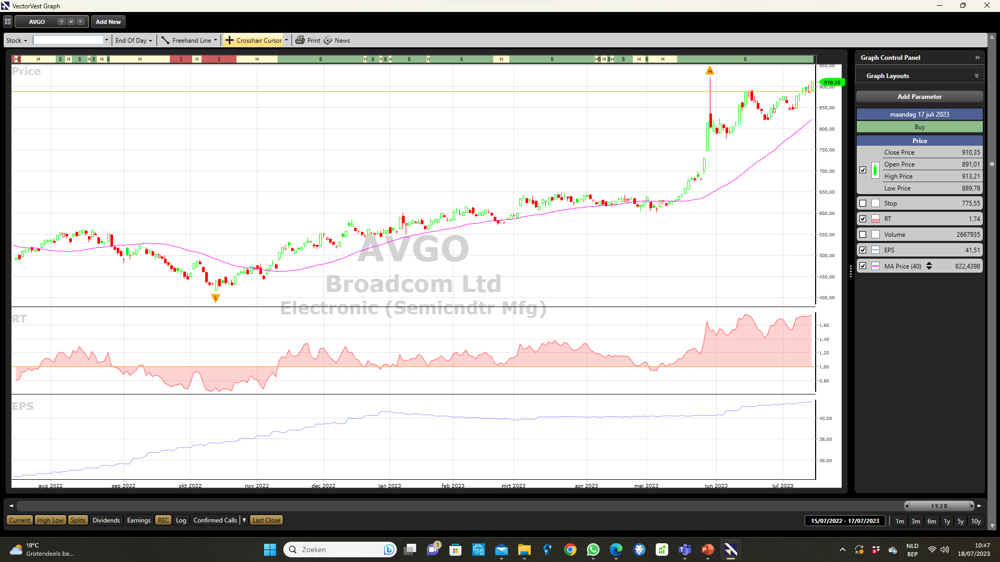 VectorVest Graph
AVGO
Add New
Stock
End Of Day
Freehand Line
Crosshair Cursor
Print
News
H S H B H B H B H B H S H S H B H B H B H B H B H B H B H B H B H B H B
Price
H
950,00
910,35
900,00
850,00
800,00
750,00
700,00
650,00
600,00
550,00
500,00
450,00
400,00
L
AVGO
Broadcom Ltd
Electronic (Semicndtr Mfg)
RT
1,60
1,40
1,20
1,00
0,80
EPS
40,00
38,00
36,00
aug 2022 sep 2022 okt 2022 nov 2022 dec 2022 jan 2023 feb 2023 mrt 2023 apr 2023 mei 2023 jun 2023 jul 2023
Graph Control Panel
Graph Layouts
Add Parameter
maandag 17 juli 2023
Buy
Price
Close Price 910,35
Open Price 891,01
High Price 913,21
Low Price 889,78
Stop 775,55
RT 1,74
Volume 2667935
EPS 41,51
MA Price (40) 822,4398
1 Y, 2 D
Current High Low Splits Dividends Earnings REC Log Confirmed Calls Last Close
15/07/2022 - 17/07/2023 1m 3m 6m 1y 5y 10y
19°C
Grotendeels be...
Zoeken
1
9
NLD
BEP
10:47
18/07/2023